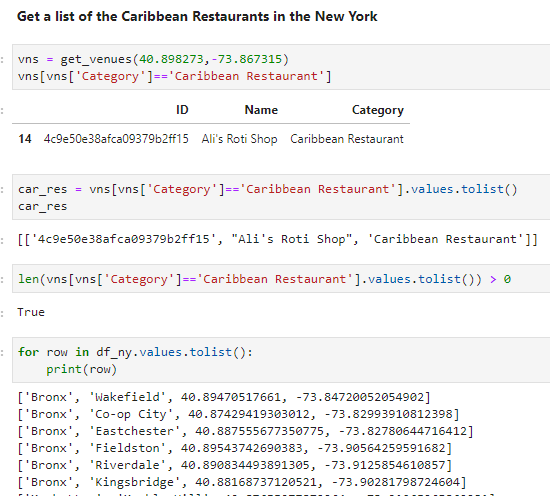 Get a list of the Caribbean Restaurants in the New York
vns = get_venues(40.898273,-73.867315)
vns[vns['Category']=='Caribbean Restaurant']
ID Name Category
14 4c9e50e38afca09379b2ff15 Ali's Roti Shop Caribbean Restaurant
car_res = vns[vns['Category']=='Caribbean Restaurant'].values.tolist()
car_res
[['4c9e50e38afca09379b2ff15', "Ali's Roti Shop", 'Caribbean Restaurant']]
len(vns[vns['Category']=='Caribbean Restaurant'].values.tolist()) > 0
True
for row in df_ny.values.tolist():
    print(row)
['Bronx', 'Wakefield', 40.89470517661, -73.84720052054902]
['Bronx', 'Co-op City', 40.87429419303012, -73.82993910812398]
['Bronx', 'Eastchester', 40.887555677350775, -73.82780644716412]
['Bronx', 'Fieldston', 40.89543742690383, -73.90564259591682]
['Bronx', 'Riverdale', 40.890834493891305, -73.9125854610857]
['Bronx', 'Kingsbridge', 40.88168737120521, -73.90281798724604]